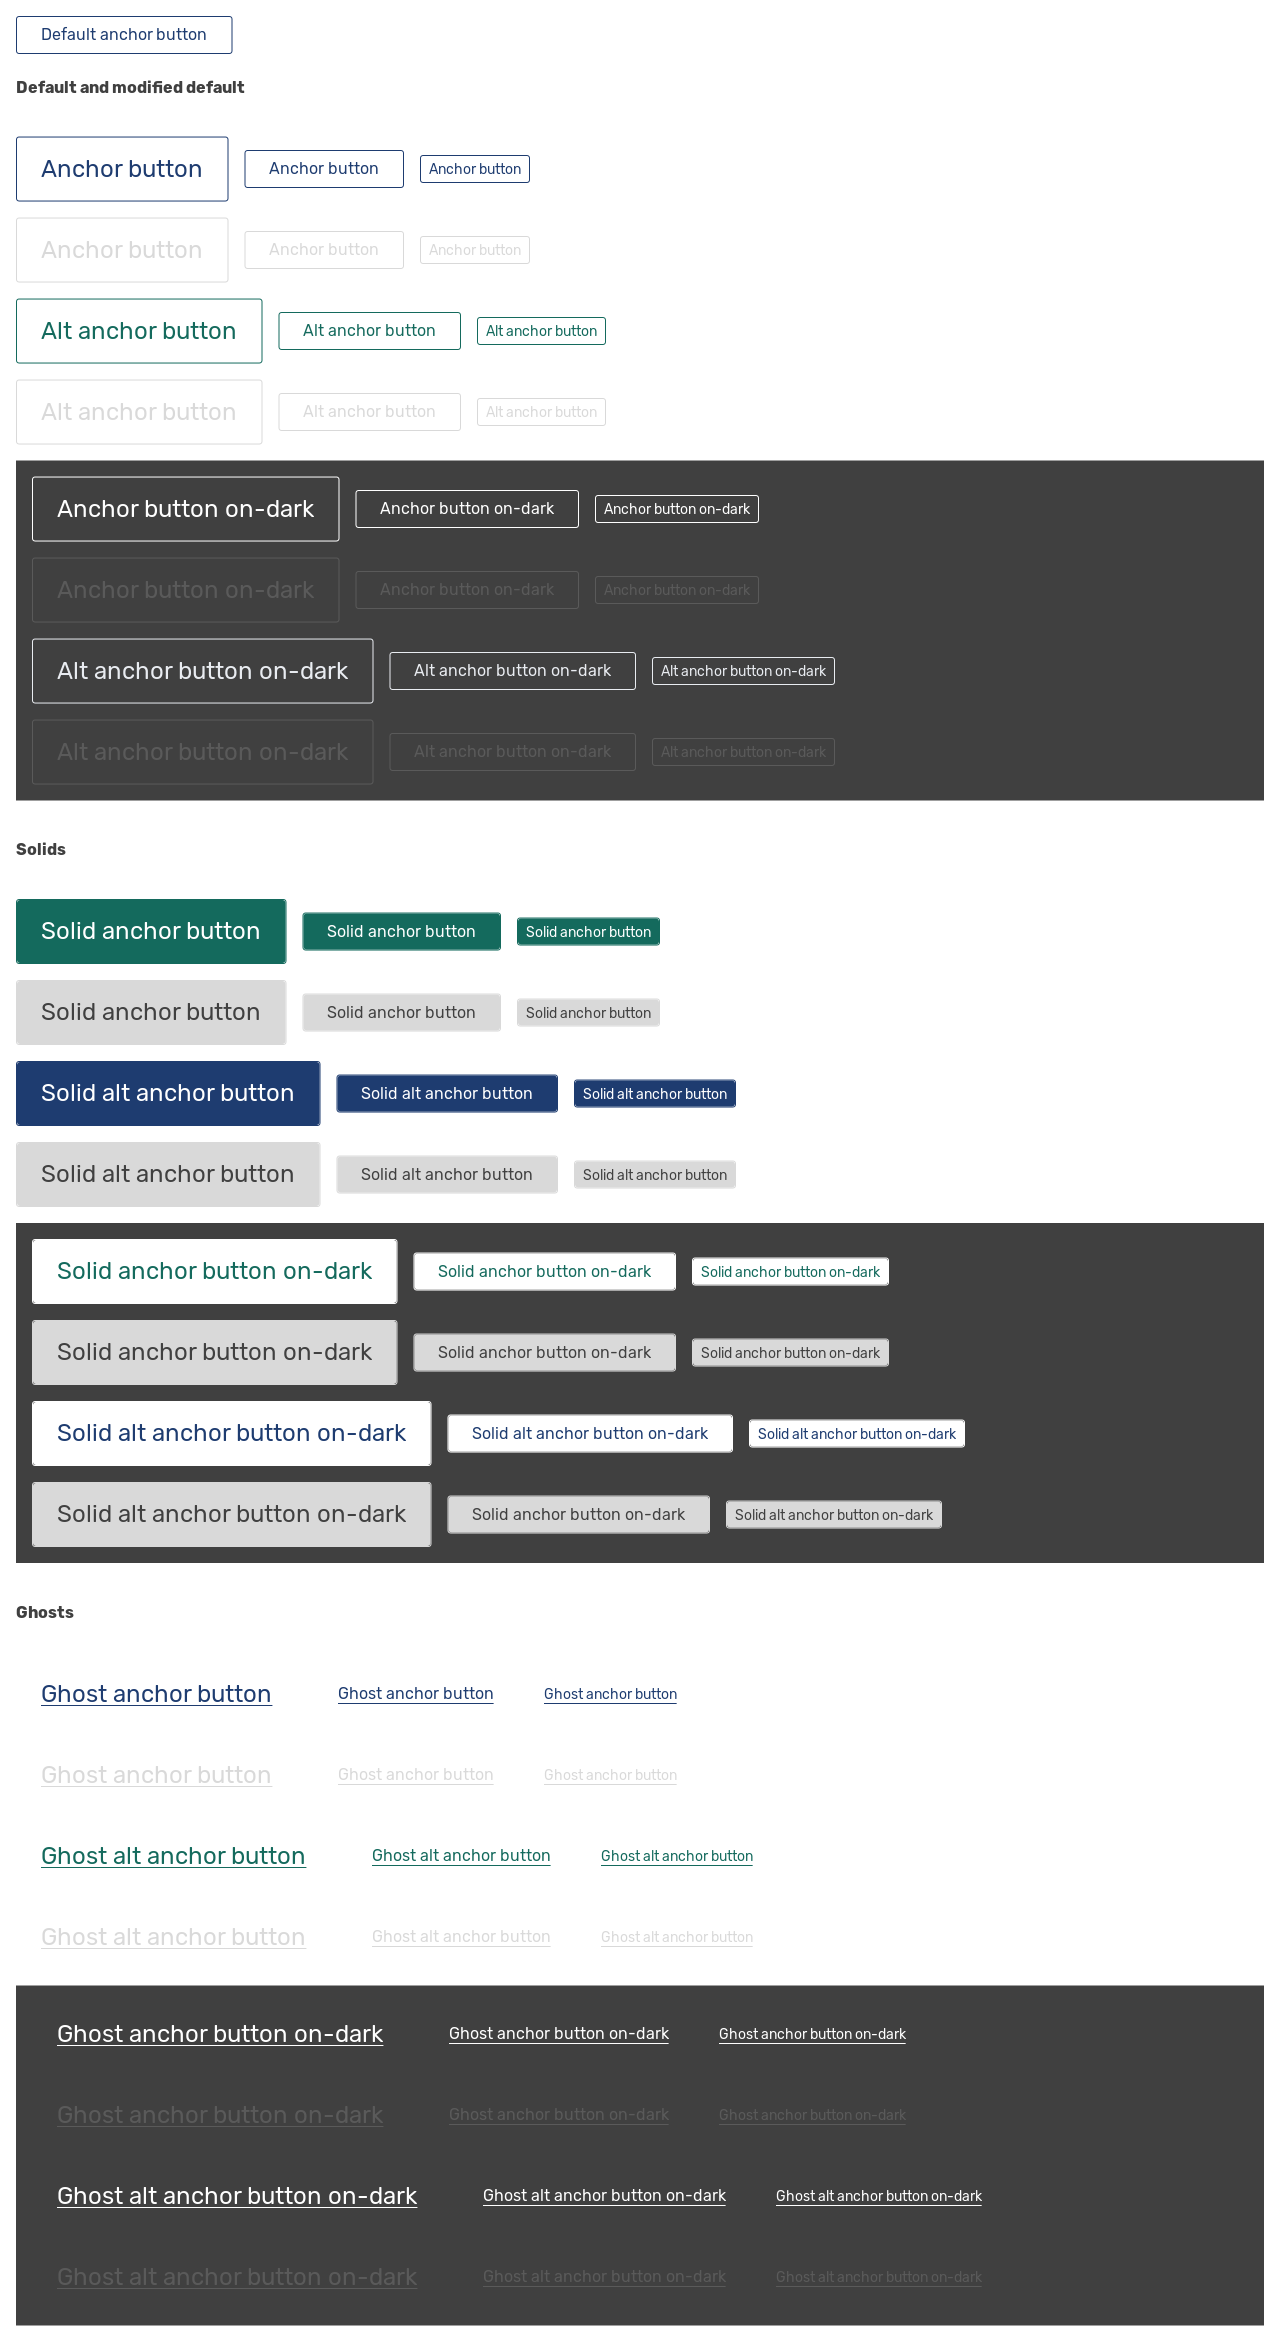 Default anchor button
Default and modified default
Anchor button Anchor button Anchor button
Anchor button Anchor button Anchor button
Alt anchor button Alt anchor button Alt anchor button
Alt anchor button Alt anchor button Alt anchor button
Anchor button on-dark Anchor button on-dark Anchor button on-dark
Anchor button on-dark Anchor button on-dark Anchor button on-dark
Alt anchor button on-dark Alt anchor button on-dark Alt anchor button on-dark
Alt anchor button on-dark Alt anchor button on-dark Alt anchor button on-dark
Solids
Solid anchor button Solid anchor button Solid anchor button
Solid anchor button Solid anchor button Solid anchor button
Solid alt anchor button Solid alt anchor button Solid alt anchor button
Solid alt anchor button Solid alt anchor button Solid alt anchor button
Solid anchor button on-dark Solid anchor button on-dark Solid anchor button on-dark
Solid anchor button on-dark Solid anchor button on-dark Solid anchor button on-dark
Solid alt anchor button on-dark Solid alt anchor button on-dark Solid alt anchor button on-dark
Solid alt anchor button on-dark Solid anchor button on-dark Solid alt anchor button on-dark
Ghosts
Ghost anchor button Ghost anchor button Ghost anchor button
Ghost anchor button Ghost anchor button Ghost anchor button
Ghost alt anchor button Ghost alt anchor button Ghost alt anchor button
Ghost alt anchor button Ghost alt anchor button Ghost alt anchor button
Ghost anchor button on-dark Ghost anchor button on-dark Ghost anchor button on-dark
Ghost anchor button on-dark Ghost anchor button on-dark Ghost anchor button on-dark
Ghost alt anchor button on-dark Ghost alt anchor button on-dark Ghost alt anchor button on-dark
Ghost alt anchor button on-dark Ghost alt anchor button on-dark Ghost alt anchor button on-dark